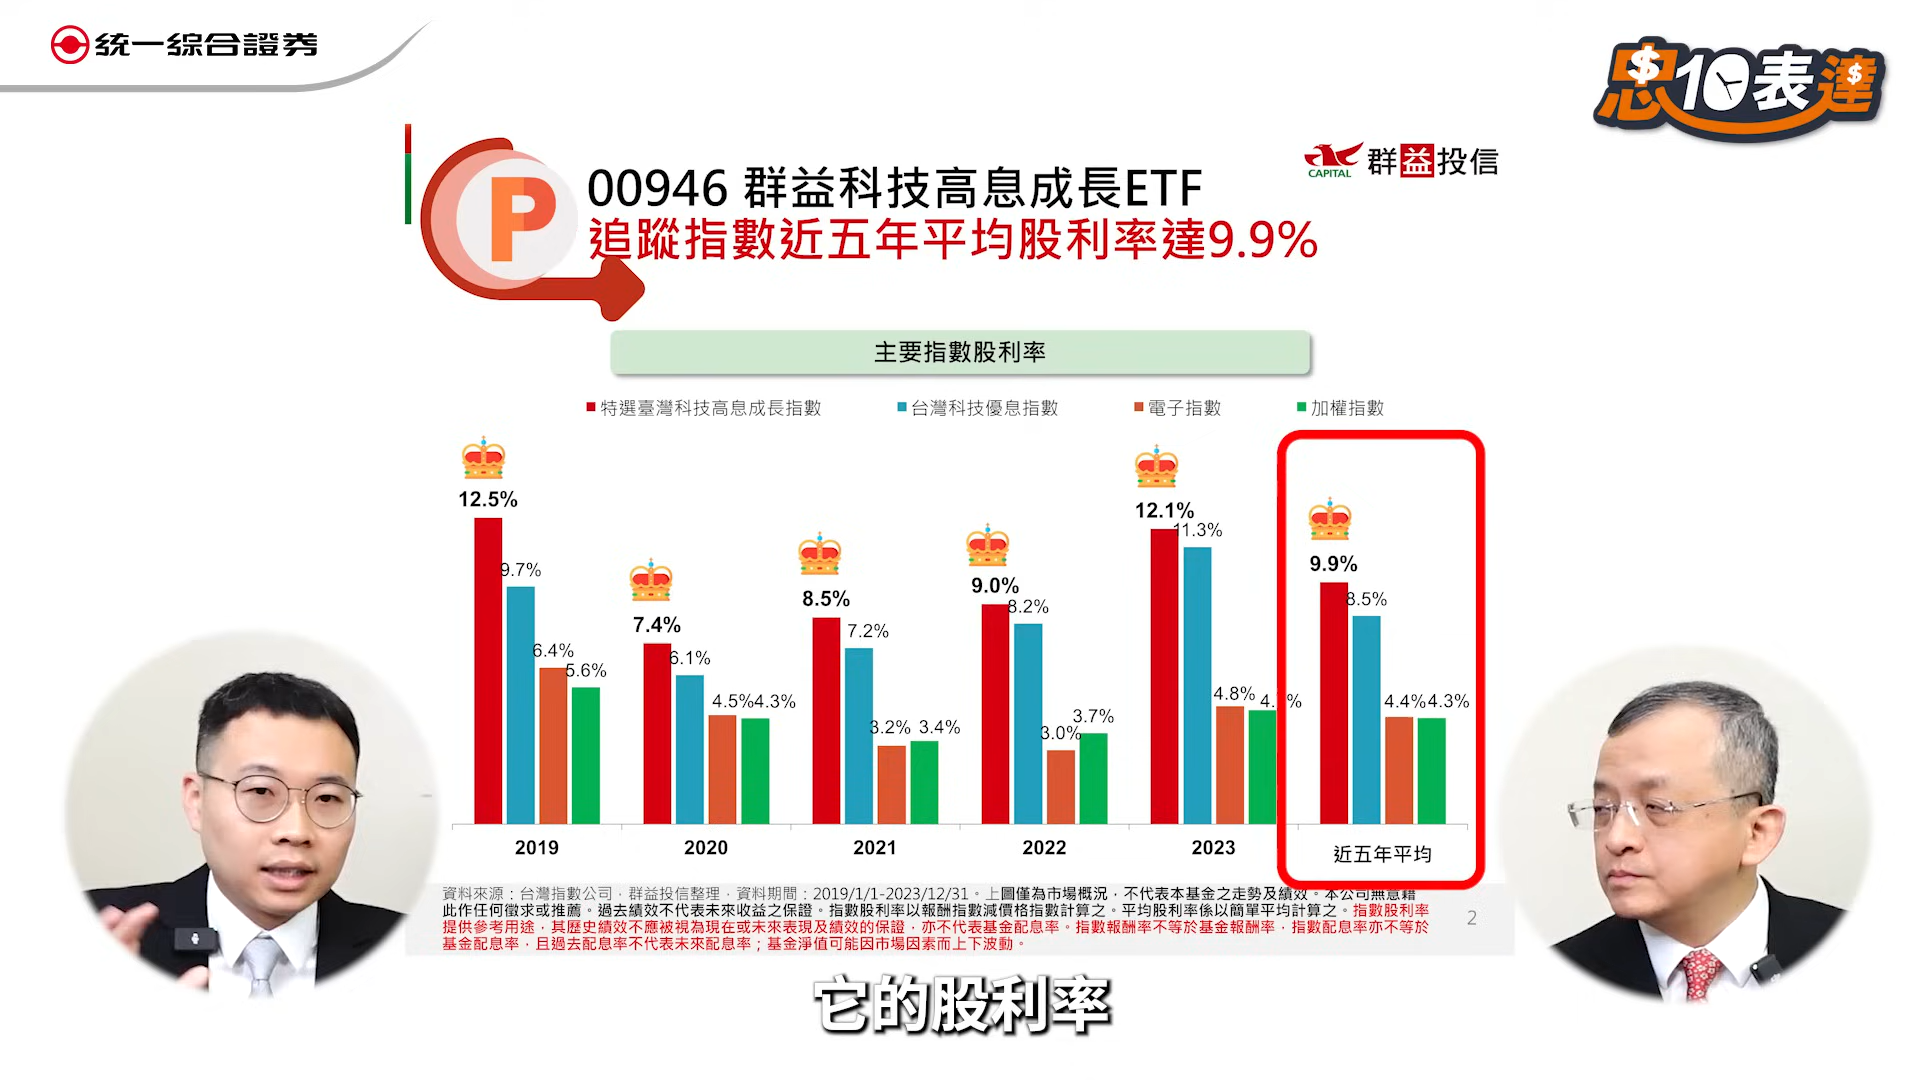 統一綜合證券
忠10表達
CAPITAL 群益投信
P
00946 群益科技高息成長ETF
追蹤指數近五年平均股利率達9.9%
主要指數股利率
特選臺灣科技高息成長指數 台灣科技優息指數 電子指數 加權指數
12.5% 9.7% 6.4% 5.6%
7.4% 6.1% 4.5% 4.3%
8.5% 7.2% 3.2% 3.4%
9.0% 8.2% 3.0% 3.7%
12.1% 11.3% 4.8%
9.9% 8.5% 4.4% 4.3%
2019 2020 2021 2022 2023 近五年平均
資料來源：台灣指數公司，群益投信整理，資料期間：2019/1/1-2023/12/31。上圖僅為市場概況，不代表本基金之走勢及績效。本公司無意藉
此作任何徵求或推薦。過去績效不代表未來收益之保證。指數股利率以報酬指數減價格指數計算之。平均股利率係以簡單平均計算之。指數股利率
提供參考用途，其歷史績效不應被視為現在或未來表現及績效的保證，亦不代表基金配息率。指數報酬率不等於基金報酬率，指數配息率亦不等於
基金配息率，且過去配息率不代表未來配息率；基金淨值可能因市場因素而上下波動。
2
它的股利率